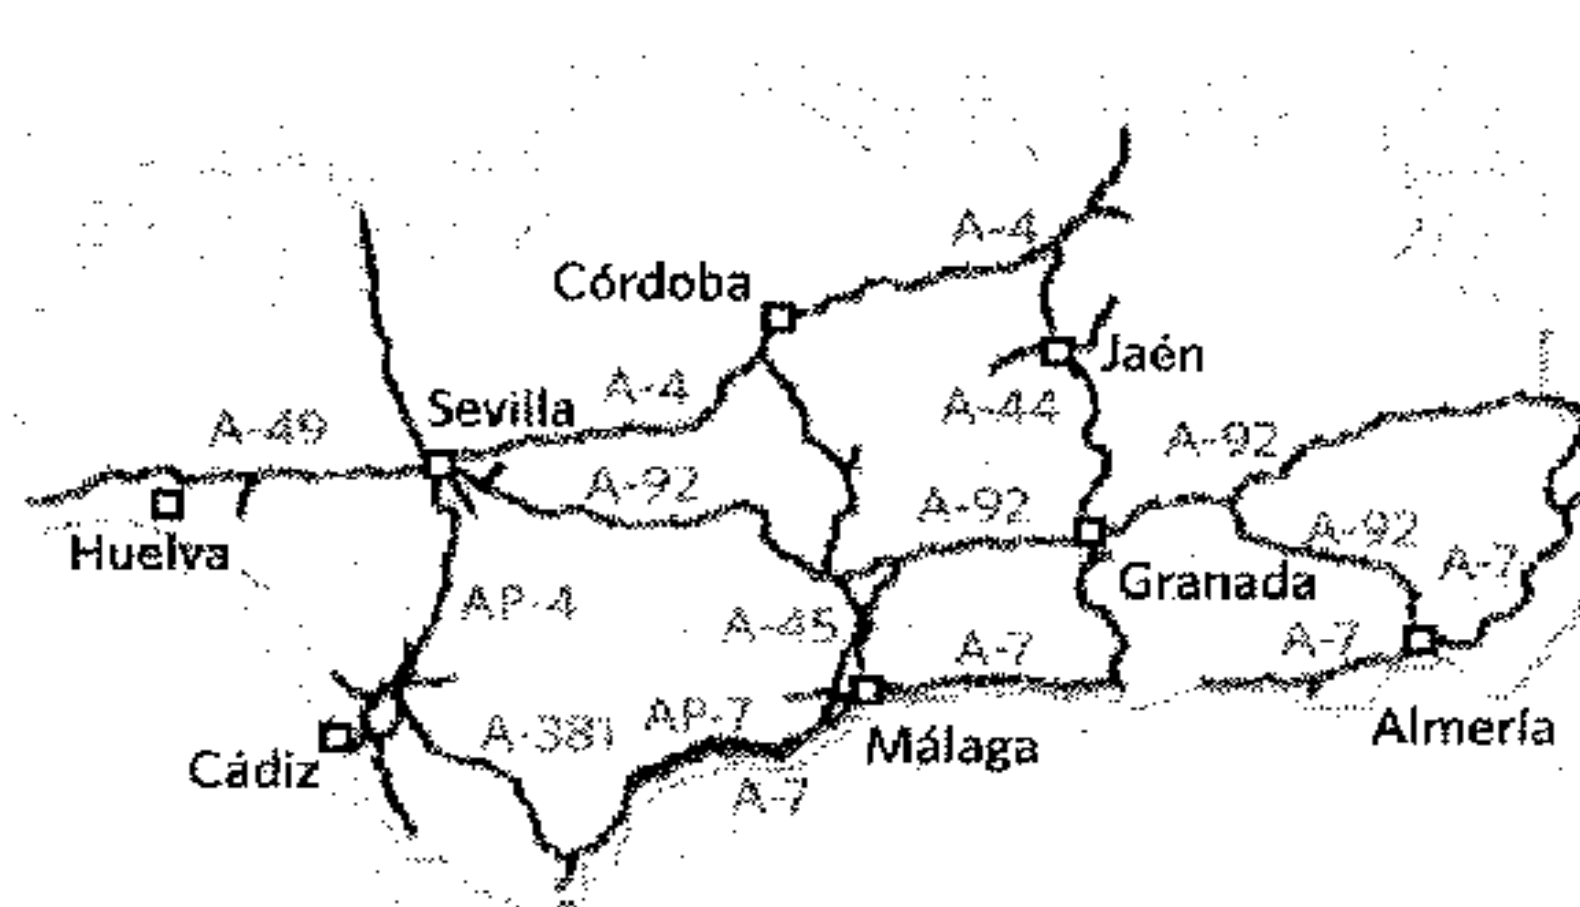 A-4
Córdoba
Jaén
A-4
Sevilla
A-44
A-49
A-92
A-92
A-92
A-92
Huelva
A-7
Granada
AP-4
A-45
A-7
A-7
AP-7
A-381
Almería
Málaga
Cádiz
A-7